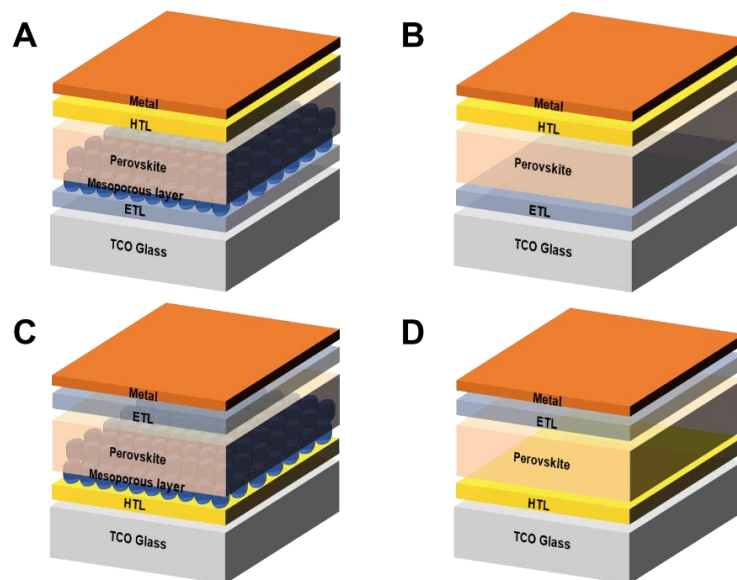 A
Metal
HTL
Perovskite
Mesoporous layer
ETL
TCO Glass
B
Metal
HTL
Perovskite
ETL
TCO Glass
C
Metal
ETL
Perovskite
Mesoporous layer
HTL
TCO Glass
D
Metal
ETL
Perovskite
HTL
TCO Glass